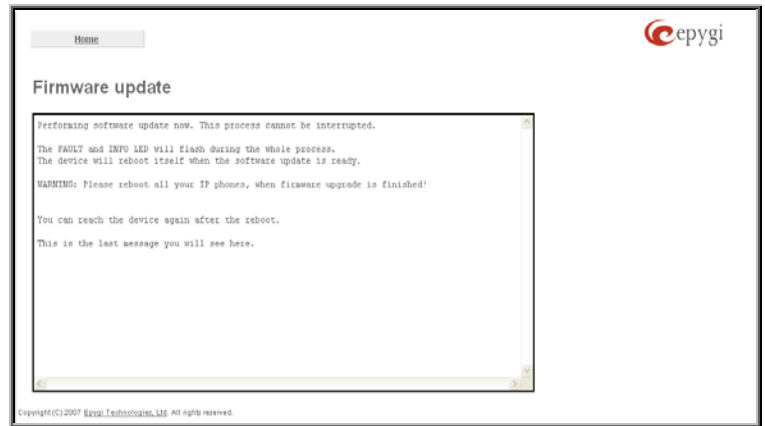 Home
epygi
Firmware update
Performing software update now. This process cannot be interrupted.
The FAULT and INFO LED will flash during the whole process.
The device will reboot itself when the software update is ready.
WARNING: Please reboot all your IP phones, when firmware upgrade is finished!
You can reach the device again after the reboot.
This is the last message you will see here.
Copyright (C) 2007 Epygi Technologies, Ltd. All rights reserved.